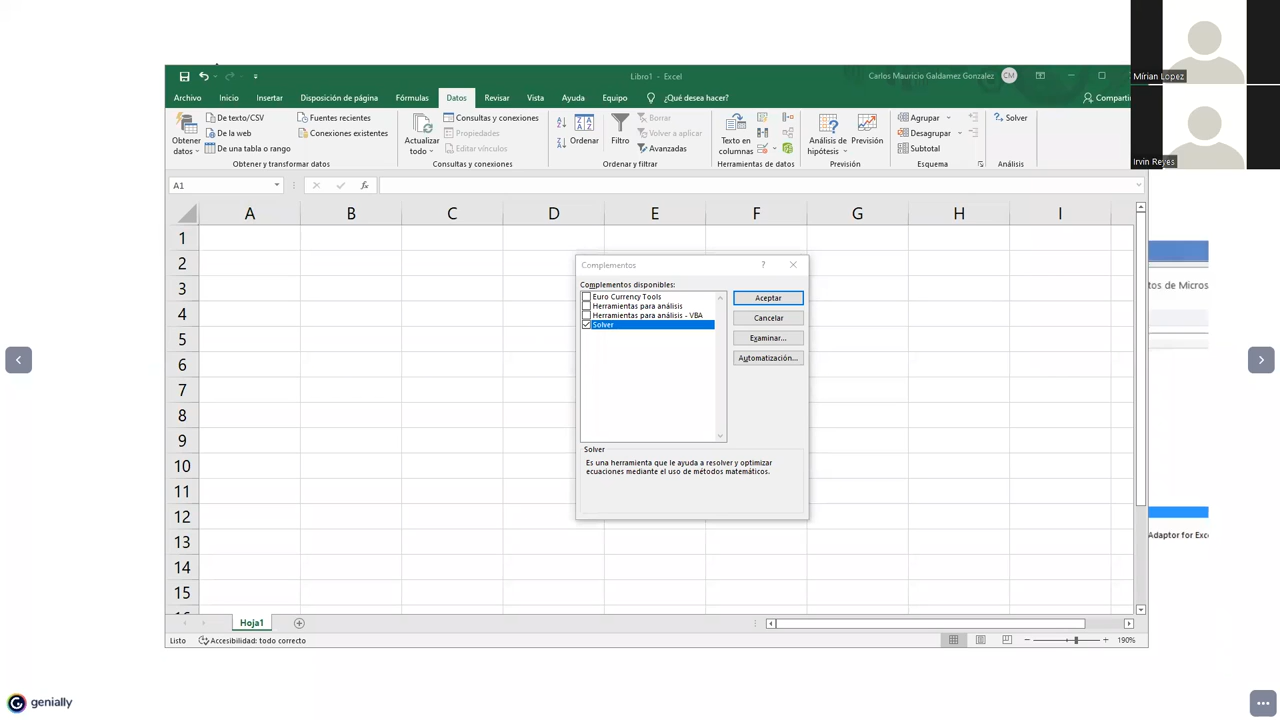 Libro1 - Excel
Carlos Mauricio Galdamez Gonzalez CM
Mírian Lopez
Archivo Inicio Insertar Disposición de página Fórmulas Datos Revisar Vista Ayuda Equipo ¿Qué desea hacer? Comparti
Obtener datos
De texto/CSV
De la web
De una tabla o rango
Fuentes recientes
Conexiones existentes
Obtener y transformar datos
Actualizar todo
Consultas y conexiones
Propiedades
Editar vínculos
Consultas y conexiones
Ordenar
Filtro
Borrar
Volver a aplicar
Avanzadas
Ordenar y filtrar
Texto en columnas
Herramientas de datos
Análisis de hipótesis
Previsión
Previsión
Agrupar
Desagrupar
Subtotal
Esquema
Solver
Análisis
Irvin Reyes
A1
fx
A B C D E F G H I
1
2
3
4
5
6
7
8
9
10
11
12
13
14
15
Complementos ?
Complementos disponibles:
Euro Currency Tools
Herramientas para análisis
Herramientas para análisis - VBA
Solver
Aceptar
Cancelar
Examinar...
Automatización...
Solver
Es una herramienta que le ayuda a resolver y optimizar
ecuaciones mediante el uso de métodos matemáticos.
tos de Micros
Adaptor for Exce
Hoja1
Listo Accesibilidad: todo correcto 190%
genially